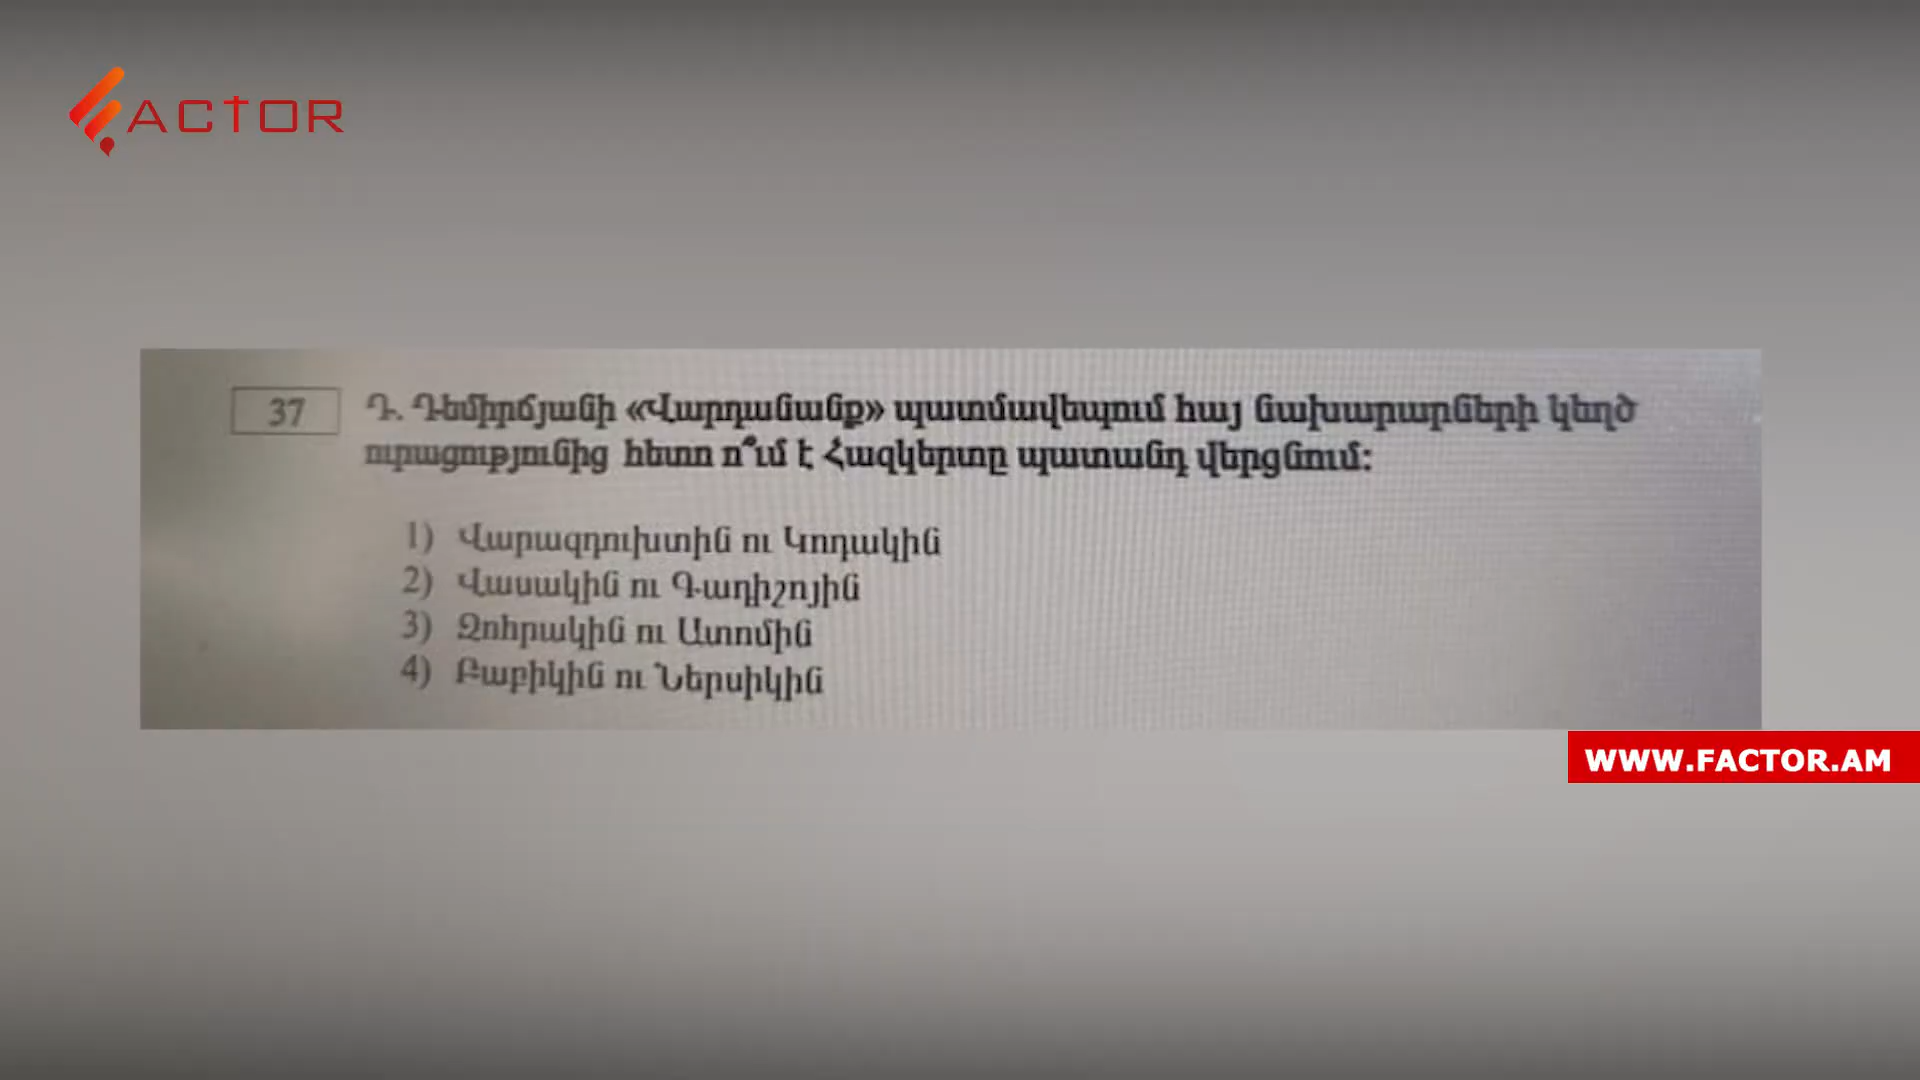 ACTOR
37 Դ. Դեմիրճյանի «Վարդանանք» պատմավեպում հայ նախարարների կեղծ
ուրացությունից հետո ո՞ւմ է Հազկերտը պատանդ վերցնում:
1) Վարազդուխտին ու Կոդակին
2) Վասակին ու Գադիշոյին
3) Զոհրակին ու Ատոմին
4) Բաբիկին ու Ներսիկին
WWW.FACTOR.AM